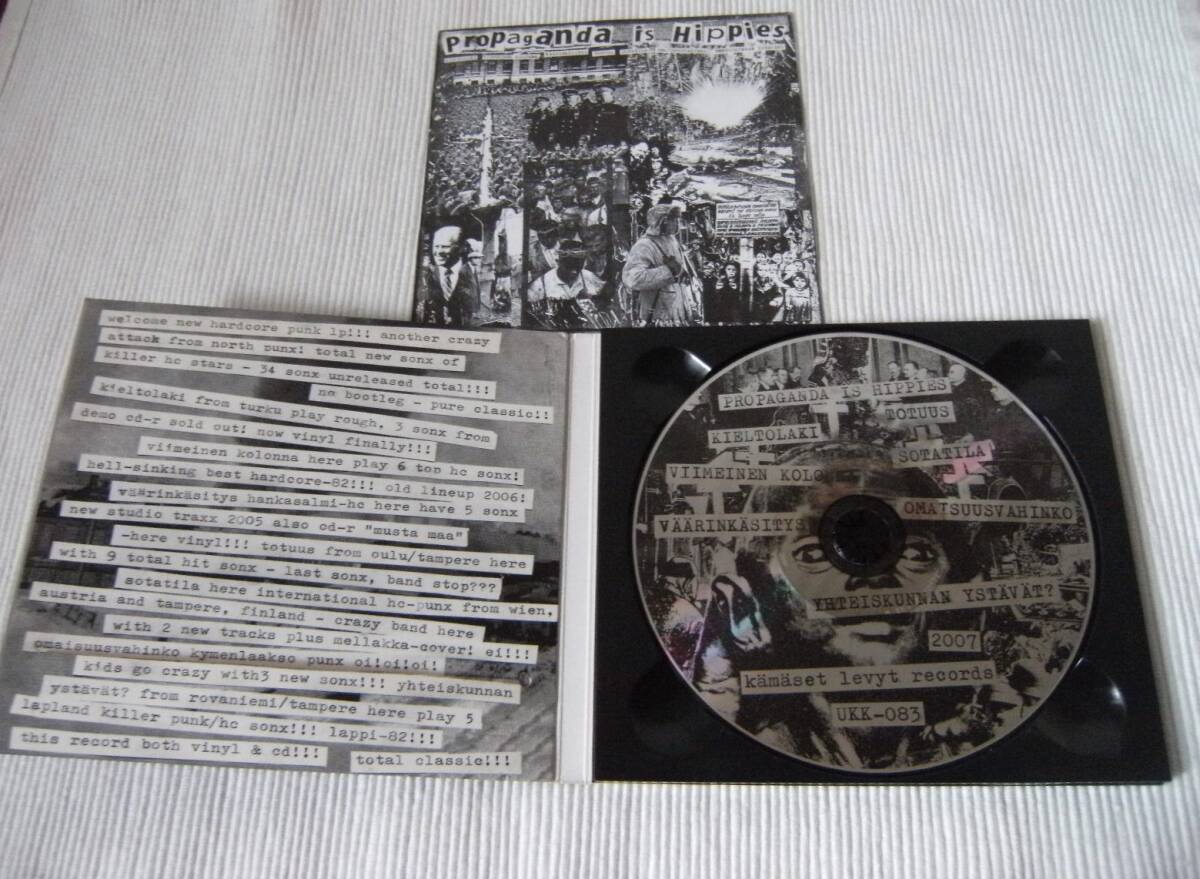 Propaganda is Hippies
welcome new hardcore punk lp!!! another crazy
attack from north punx! total new sonx of
killer hc stars - 34 sonx unreleased total!!!
no bootleg - pure classic!!
kieltolaki from turku play rough, 3 sonx from
demo cd-r sold out! now vinyl finally!!!
viimeinen kolonna here play 6 top hc sonx!
hell-sinking best hardcore-82!!! old lineup 2006!
väärinkäsitys hankasalmi-hc here have 5 sonx
new studio traxx 2005 also cd-r "musta maa"
-here vinyl!!! totuus from oulu/tampere here
with 9 total hit sonx - last sonx, band stop???
sotatila here international hc-punx from wien,
austria and tampere, finland - crazy band here
with 2 new tracks plus mellakka-cover! ei!!!
omaisuusvahinko kymenlaakso punx oi!oi!oi!
kids go crazy with3 new sonx!!! yhteiskunnan
ystävät? from rovaniemi/tampere here play 5
lapland killer punk/hc sonx!!! lappi-82!!!
this record both vinyl & cd!!!
total classic!!!
PROPAGANDA IS HIPPIES
TOTUUS
KIELTOLAKI
SOTATILA
VIIMEINEN KOLO
OMAISUUSVAHINKO
VÄÄRINKÄSITYS
YHTEISKUNNAN YSTÄVÄT?
2007
kämäset levyt records
UKK-083